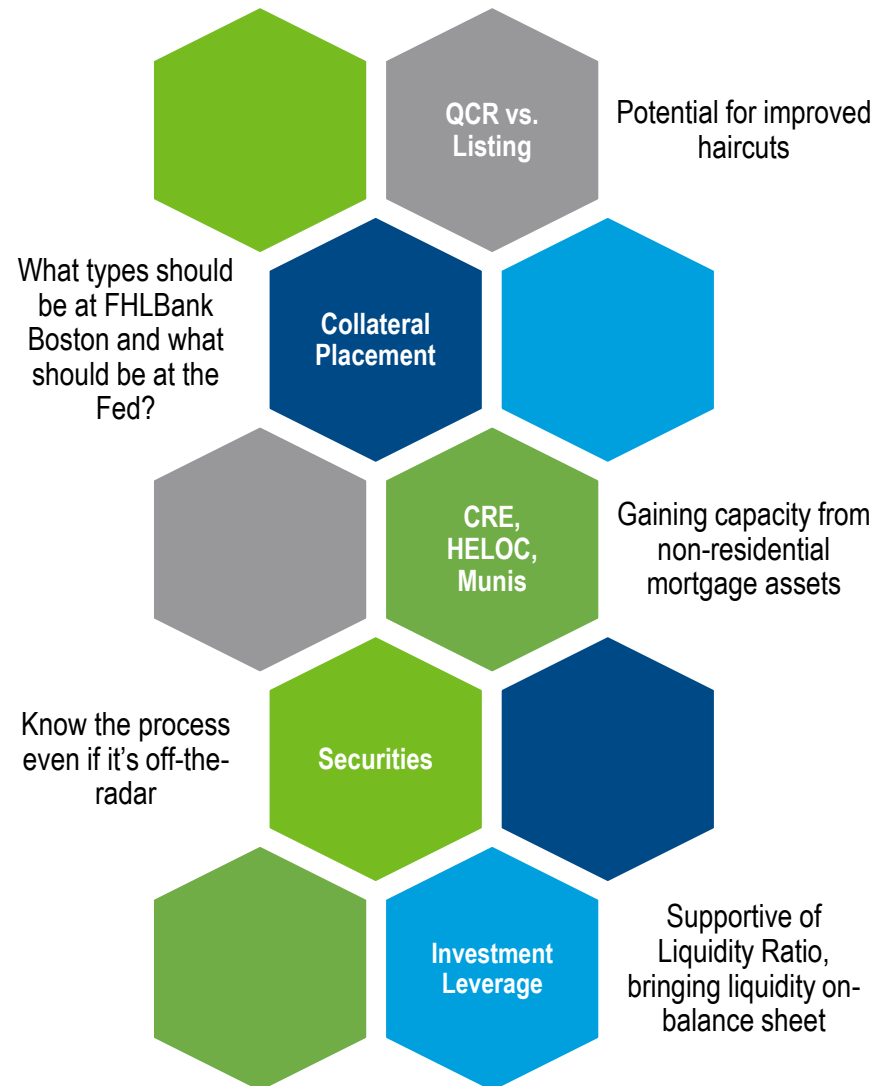 QCR vs.
Listing
Potential for improved
haircuts
What types should
be at FHLBank
Boston and what
should be at the
Fed?
Collateral
Placement
CRE,
HELOC,
Munis
Gaining capacity from
non-residential
mortgage assets
Know the process
even if it’s off-the-
radar
Securities
Investment
Leverage
Supportive of
Liquidity Ratio,
bringing liquidity on-
balance sheet